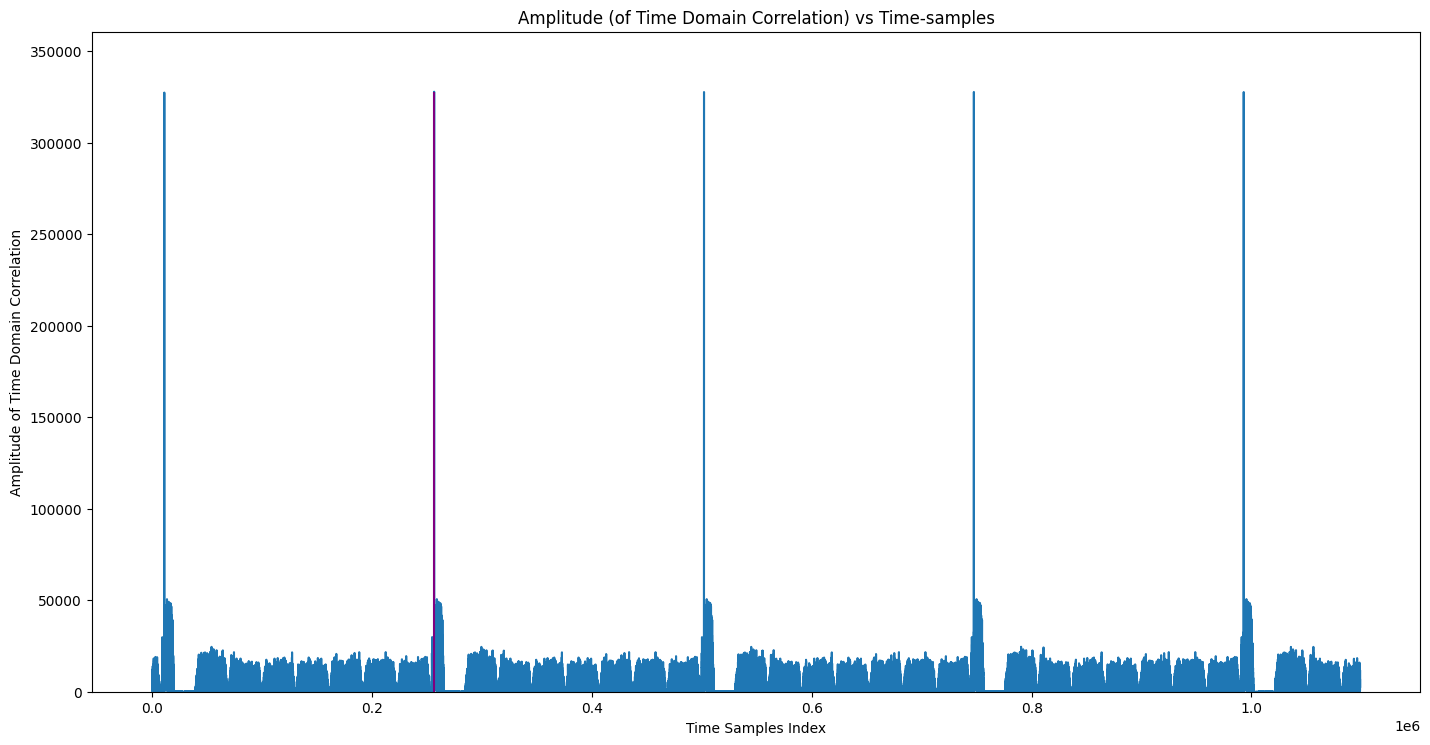 Amplitude (of Time Domain Correlation) vs Time-samples
350000
300000
250000
200000
150000
100000
50000
0
Amplitude of Time Domain Correlation
0.0 0.2 0.4 0.6 0.8 1.0
1e6
Time Samples Index